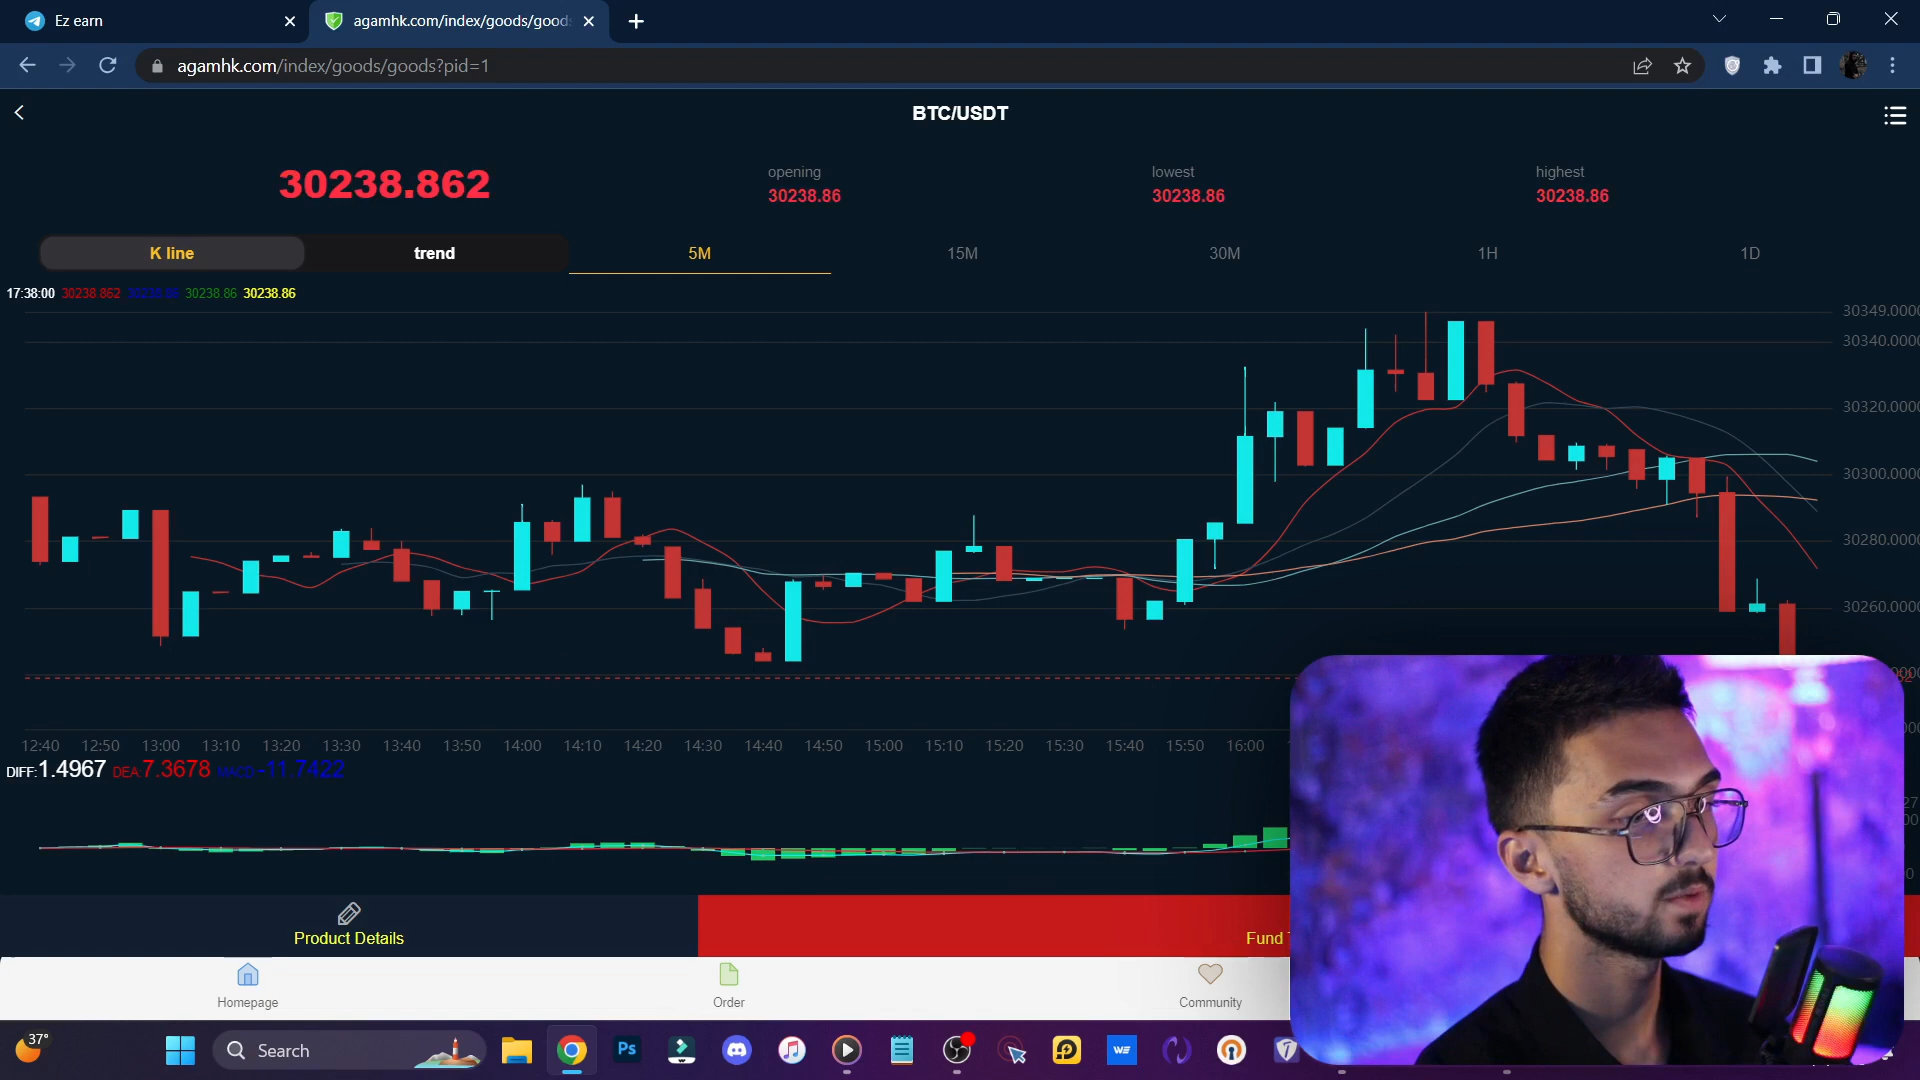 Ez earn
agamhk.com/index/goods/good
agamhk.com/index/goods/goods?pid=1
BTC/USDT
30238.862
opening
30238.86
lowest
30238.86
highest
30238.86
K line
trend
5M
15M
30M
1H
1D
17:38:00 30238.862 30238.86 30238.86 30238.86
30349.0000
30340.0000
30320.0000
30300.0000
30280.0000
30260.0000
12:40 12:50 13:00 13:10 13:20 13:30 13:40 13:50 14:00 14:10 14:20 14:30 14:40 14:50 15:00 15:10 15:20 15:30 15:40 15:50 16:00
DIFF:1.4967 DEA:7.3678 MACD:-11.7422
Product Details
Fund
Homepage
Order
Community
37°
Search
Ps
WE